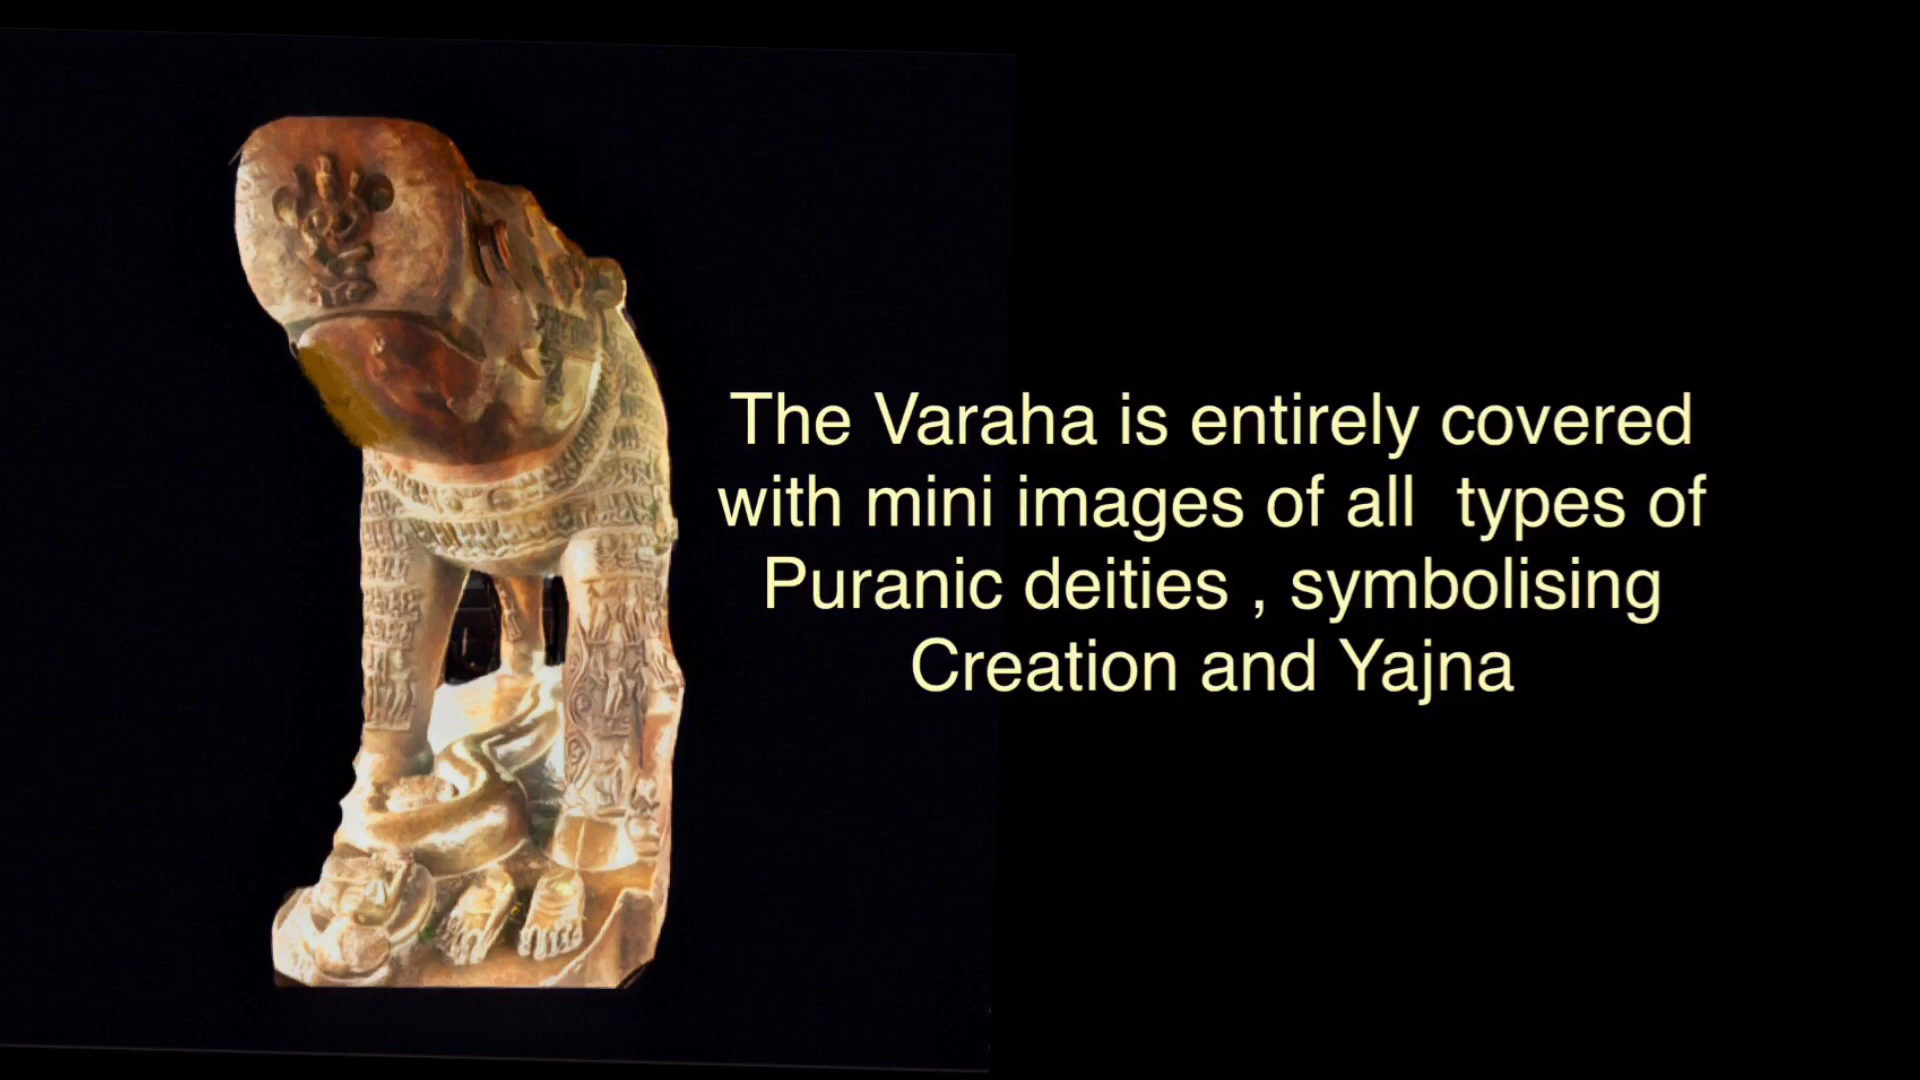 The Varaha is entirely covered
with mini images of all  types of
Puranic deities , symbolising
Creation and Yajna